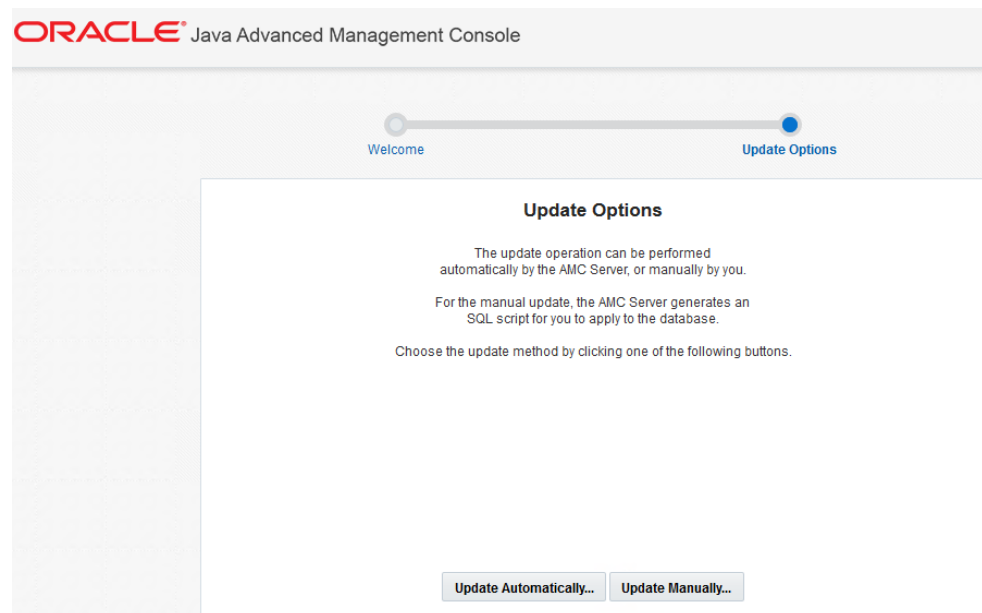 ORACLE® Java Advanced Management Console
Welcome
Update Options
Update Options
The update operation can be performed
automatically by the AMC Server, or manually by you.
For the manual update, the AMC Server generates an
SQL script for you to apply to the database.
Choose the update method by clicking one of the following buttons.
Update Automatically... Update Manually...